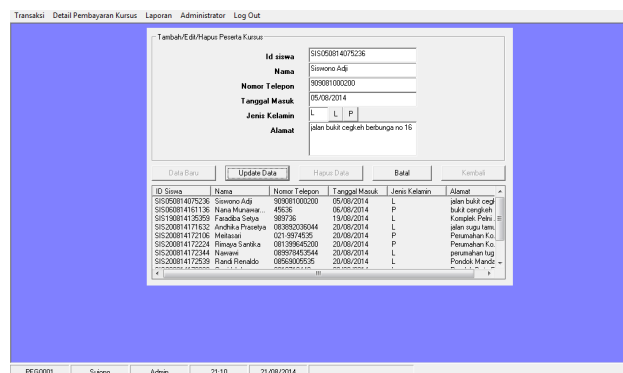 Transaksi Detail Pembayaran Kursus Laporan Administrator Log Out
Tambah/Edit/Hapus Peserta Kursus
Id siswa SIS050814075236
Nama Siswono Adji
Nomor Telepon 909081000200
Tanggal Masuk 05/08/2014
Jenis Kelamin L L P
Alamat jalan bukit cegkeh berbunga no 16
Data Baru Update Data Hapus Data Batal Kembali
ID Siswa Nama Nomor Telepon Tanggal Masuk Jenis Kelamin Alamat
SIS050814075236 Siswono Adji 909081000200 05/08/2014 L jalan bukit cegl
SIS060814161136 Nana Munawar... 45636 06/08/2014 P bukit cengkeh
SIS190814135359 Faradiba Setya 989736 19/08/2014 L Komplek Pelni
SIS200814171632 Andhika Prasetya 083892036044 20/08/2014 L jalan sugu tamu
SIS200814172106 Meitasari 021-9974535 20/08/2014 P Perumahan Ko
SIS200814172224 Rimaya Santika 081399645200 20/08/2014 P Perumahan Ko
SIS200814172344 Nawawi 089978453544 20/08/2014 L perumahan tug
SIS200814172539 Randi Renaldo 08569005535 20/08/2014 L Pondok Manda
REG0001 Sujono Admin 21:10 21/08/2014